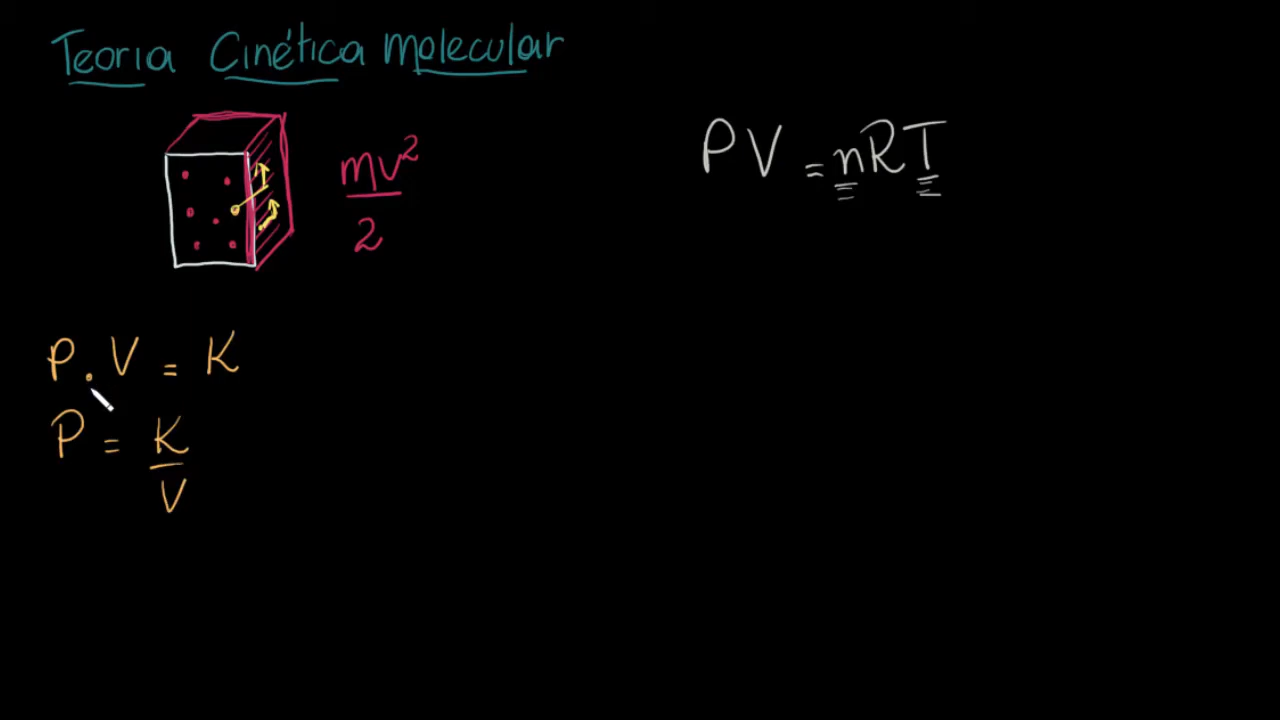 Teoria Cinética Molecular
mv²
2
PV = nRT
P . V = K
P = K
V